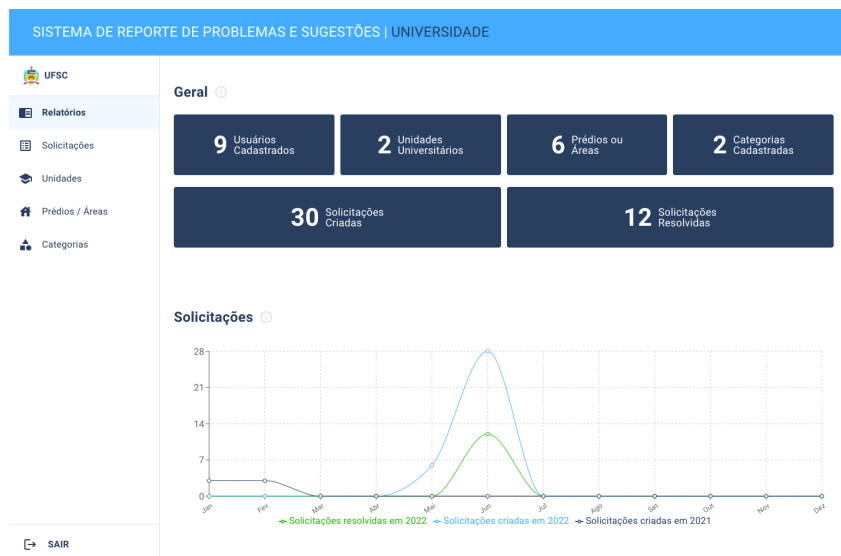 SISTEMA DE REPORTE DE PROBLEMAS E SUGESTÕES | UNIVERSIDADE
UFSC
Relatórios
Solicitações
Unidades
Prédios / Áreas
Categorias
SAIR
Geral
9 Usuários
Cadastrados
2 Unidades
Universitários
6 Prédios ou
Áreas
2 Categorias
Cadastradas
30 Solicitações
Criadas
12 Solicitações
Resolvidas
Solicitações
28
21
14
7
0
Jan Fev Mar Abr Mai Jun Jul Ago Set Out Nov Dez
Solicitações resolvidas em 2022 Solicitações criadas em 2022 Solicitações criadas em 2021